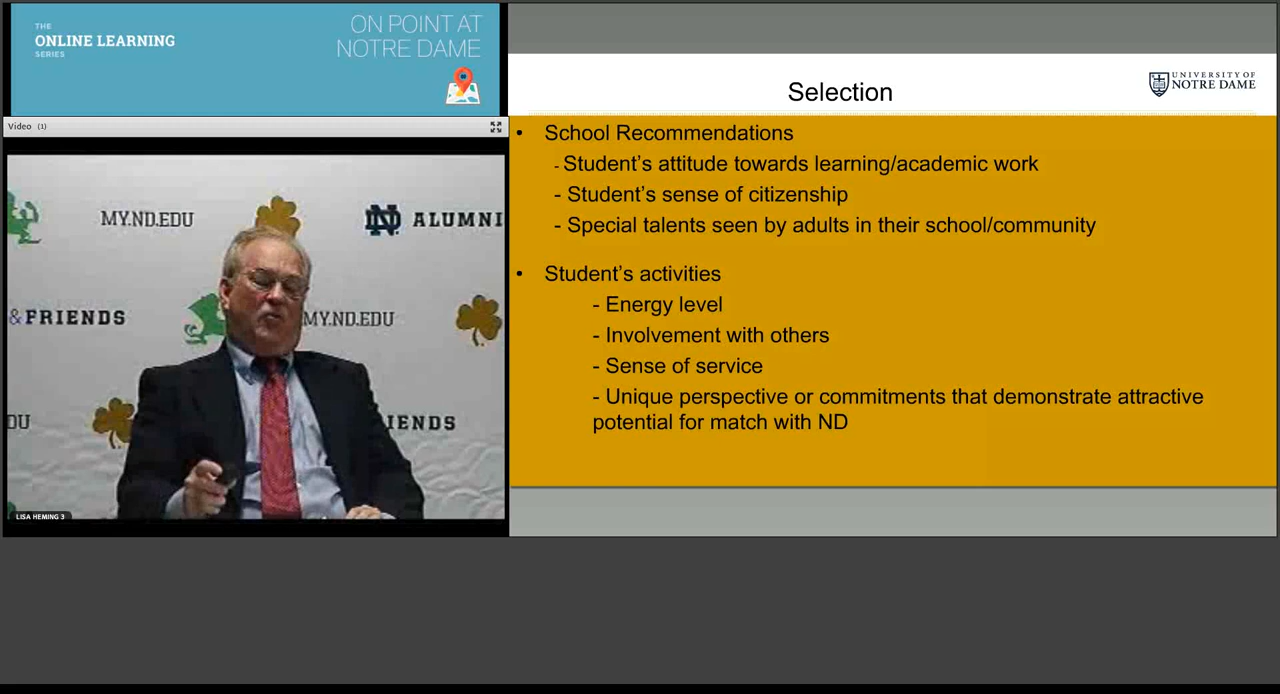 THE
ONLINE LEARNING
SERIES
ON POINT AT
NOTRE DAME
Video (1)
MY.ND.EDU
ND ALUMNI
& FRIENDS
MY.ND.EDU
DU
IENDS
LISA HEMING 3
Selection
UNIVERSITY OF
NOTRE DAME
• School Recommendations
- Student’s attitude towards learning/academic work
- Student’s sense of citizenship
- Special talents seen by adults in their school/community
• Student’s activities
- Energy level
- Involvement with others
- Sense of service
- Unique perspective or commitments that demonstrate attractive
potential for match with ND